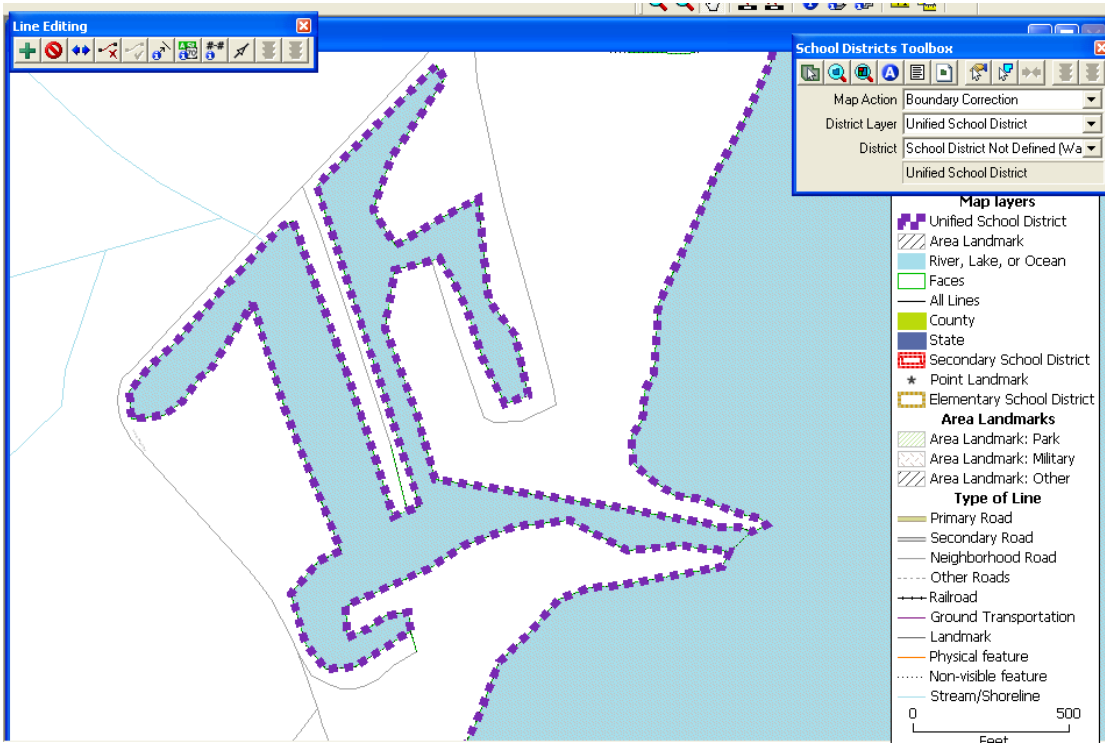 Line Editing
School Districts Toolbox
Map Action Boundary Correction
District Layer Unified School District
District School District Not Defined (Wa
Unified School District
Map layers
Unified School District
Area Landmark
River, Lake, or Ocean
Faces
All Lines
County
State
Secondary School District
Point Landmark
Elementary School District
Area Landmarks
Area Landmark: Park
Area Landmark: Military
Area Landmark: Other
Type of Line
Primary Road
Secondary Road
Neighborhood Road
Other Roads
Railroad
Ground Transportation
Landmark
Physical feature
Non-visible feature
Stream/Shoreline
0 500
Feet